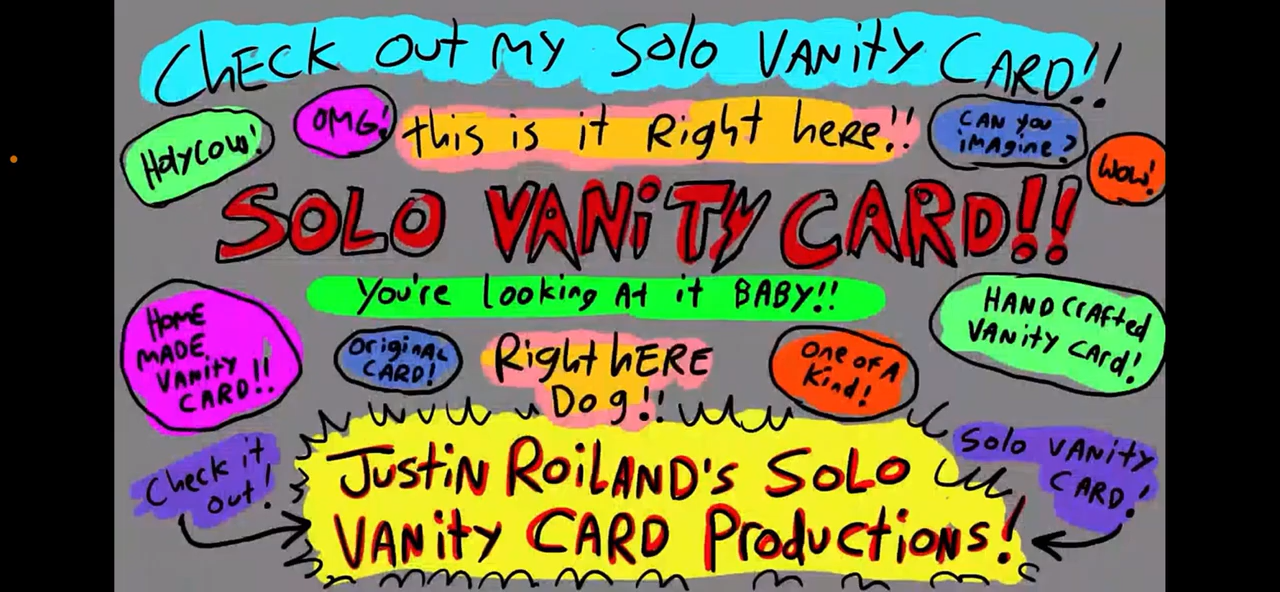 CHECK OUT MY SOLO VANITY CARD!!
HOLY COW!
OMG!
this is it Right here!!
CAN YOU
iMAGiNE?
WOW!
SOLO VANiTY CARD!!
You're looking At it BABY!!
HOME
MADE
VANity
CARD!!
ORiGiNAL
CARD!
Right hERE
Dog!!
One of A
Kind!
HAND CRAfted
VANity CARd!
Check it
out!
JUStiN ROiLAND's SOLO
VANity CARD Productions!
Solo VANity
CARD!